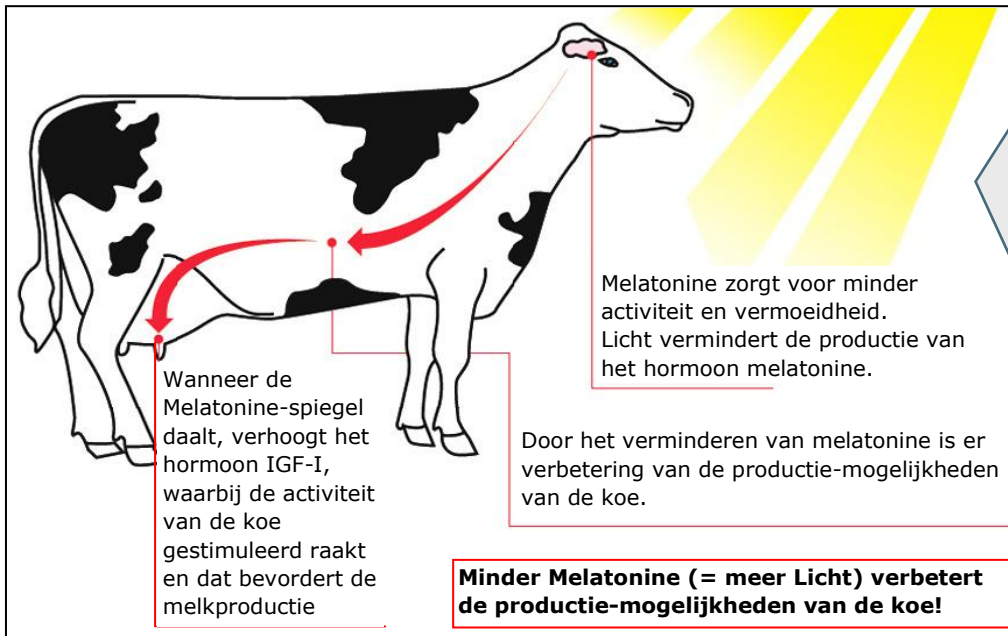 Melatonine zorgt voor minder
activiteit en vermoeidheid.
Licht vermindert de productie van
het hormoon melatonine.
Door het verminderen van melatonine is er
verbetering van de productie-mogelijkheden
van de koe.
Wanneer de
Melatonine-spiegel
daalt, verhoogt het
hormoon IGF-I,
waarbij de activiteit
van de koe
gestimuleerd raakt
en dat bevordert de
melkproductie
Minder Melatonine (= meer Licht) verbetert
de productie-mogelijkheden van de koe!